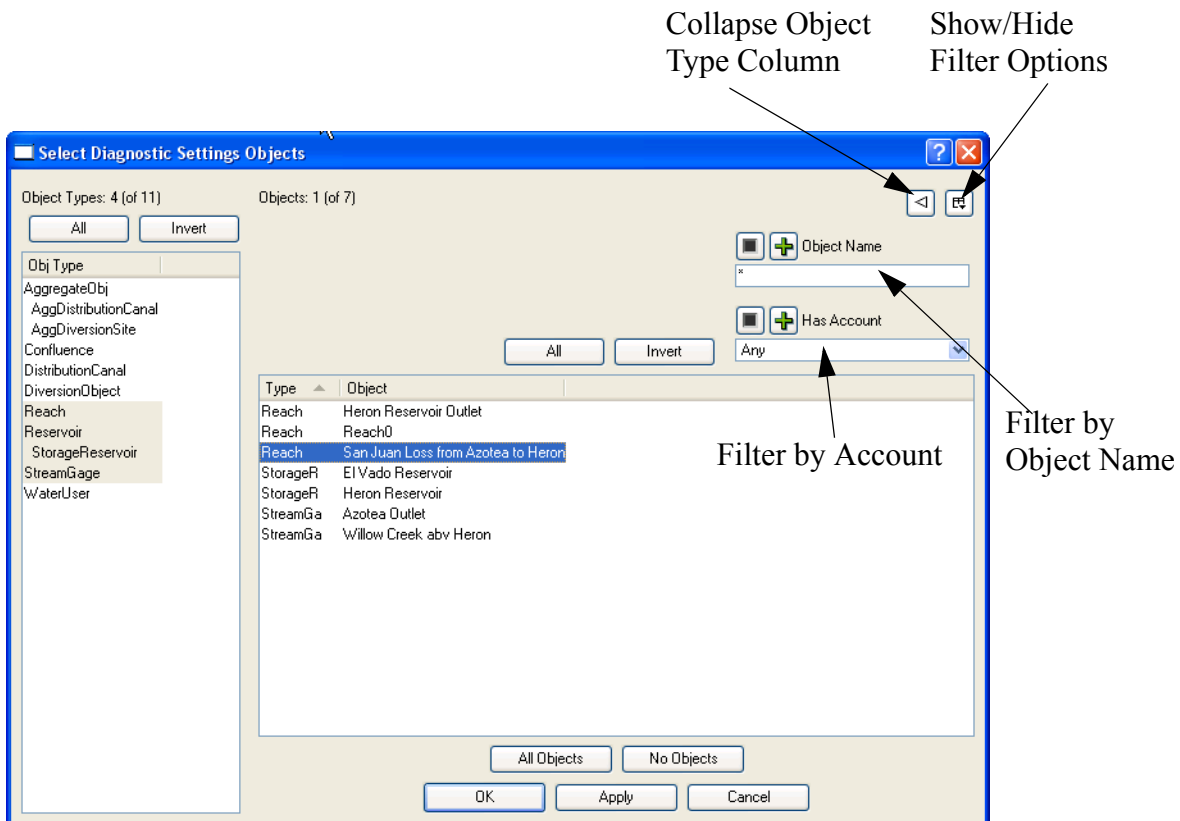 Collapse Object
Type Column
Show/Hide
Filter Options
Select Diagnostic Settings Objects
Object Types: 4 (of 11)
All
Invert
Obj Type
AggregateObj
AggDistributionCanal
AggDiversionSite
Confluence
DistributionCanal
DiversionObject
Reach
Reservoir
StorageReservoir
StreamGage
WaterUser
Objects: 1 (of 7)
Object Name
*
Has Account
All
Invert
Any
Type Object
Reach Heron Reservoir Outlet
Reach Reach0
Reach San Juan Loss from Azotea to Heron
StorageR El Vado Reservoir
StorageR Heron Reservoir
StreamGa Azotea Outlet
StreamGa Willow Creek abv Heron
Filter by Account
Filter by
Object Name
All Objects
No Objects
OK
Apply
Cancel